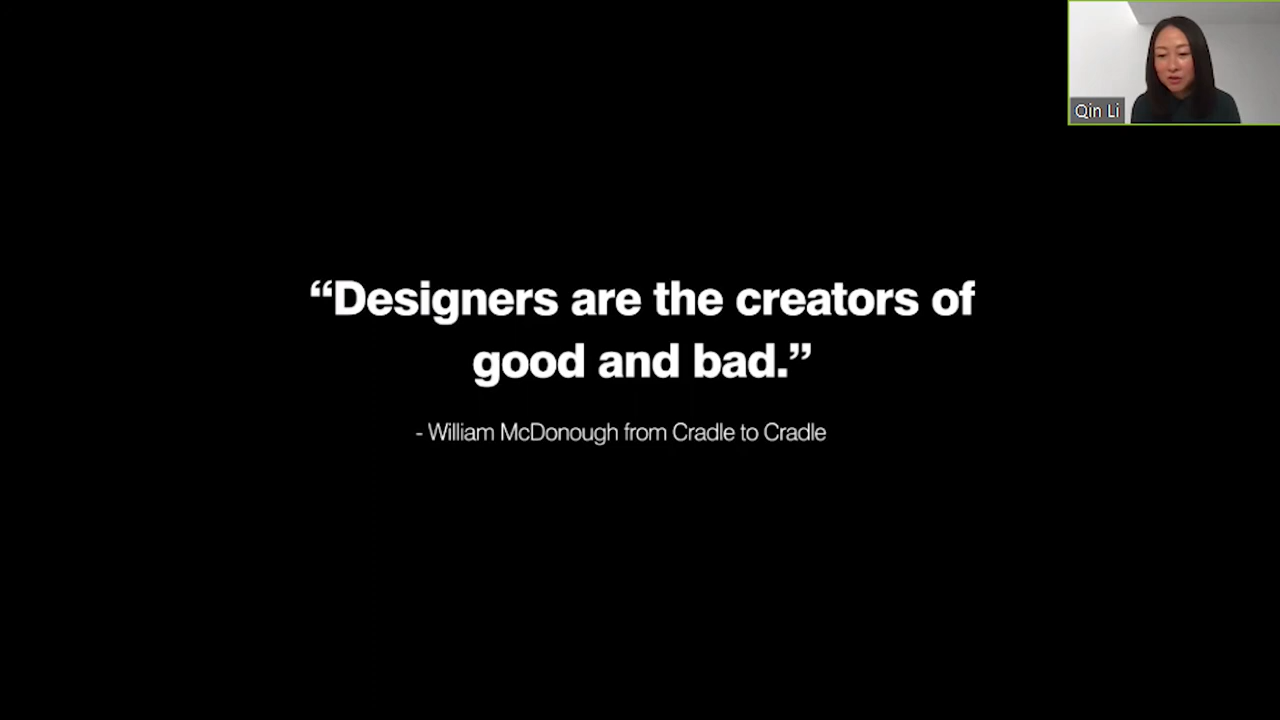 Qin Li
“Designers are the creators of
good and bad.”
- William McDonough from Cradle to Cradle